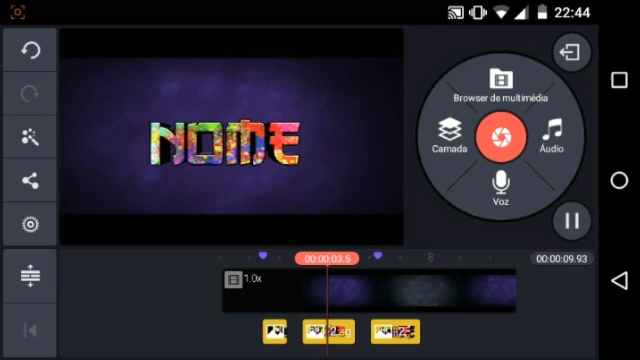 22:44
Browser de multimédia
NOME
Camada
Áudio
Voz
00:00:03.5
8
00:00:09.93
1.0x